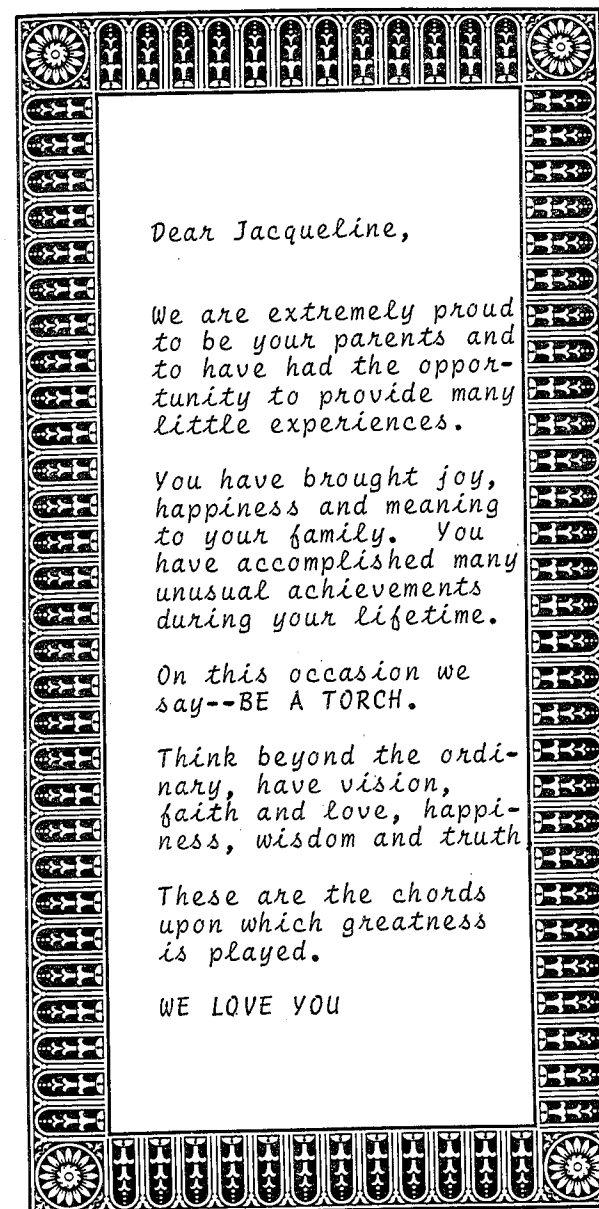 Dear Jacqueline,
We are extremely proud
to be your parents and
to have had the oppor-
tunity to provide many
little experiences.
You have brought joy,
happiness and meaning
to your family. You
have accomplished many
unusual achievements
during your lifetime.
On this occasion we
say--BE A TORCH.
Think beyond the ordi-
nary, have vision,
faith and love, happi-
ness, wisdom and truth
These are the chords
upon which greatness
is played.
WE LOVE YOU